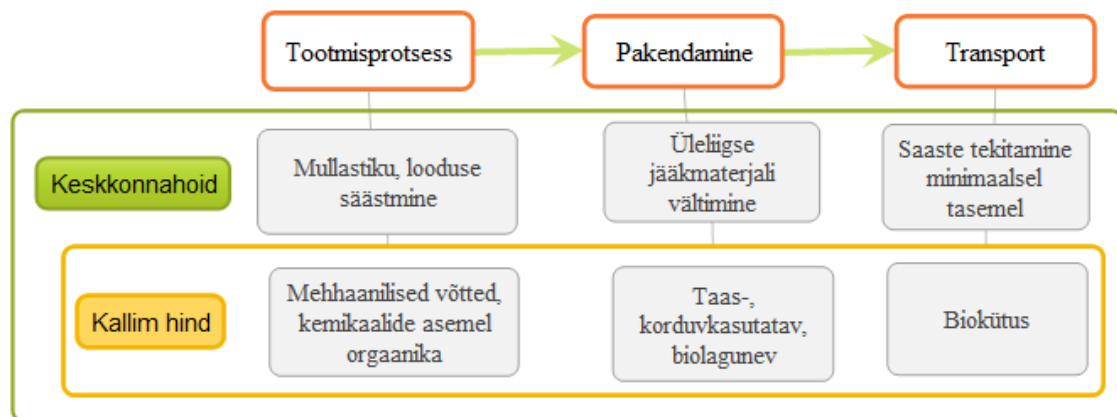 Tootmisprotsess
Pakendamine
Transport
Keskkonnahoid
Mullastiku, looduse
säästmine
Üleliigse
jääkmaterjali
vältimine
Saaste tekitamine
minimaalsel
tasemel
Kallim hind
Mehhaanilised võtted,
kemikaalide asemel
orgaanika
Taas-,
korduvkasutatav,
biolagunev
Biokütus